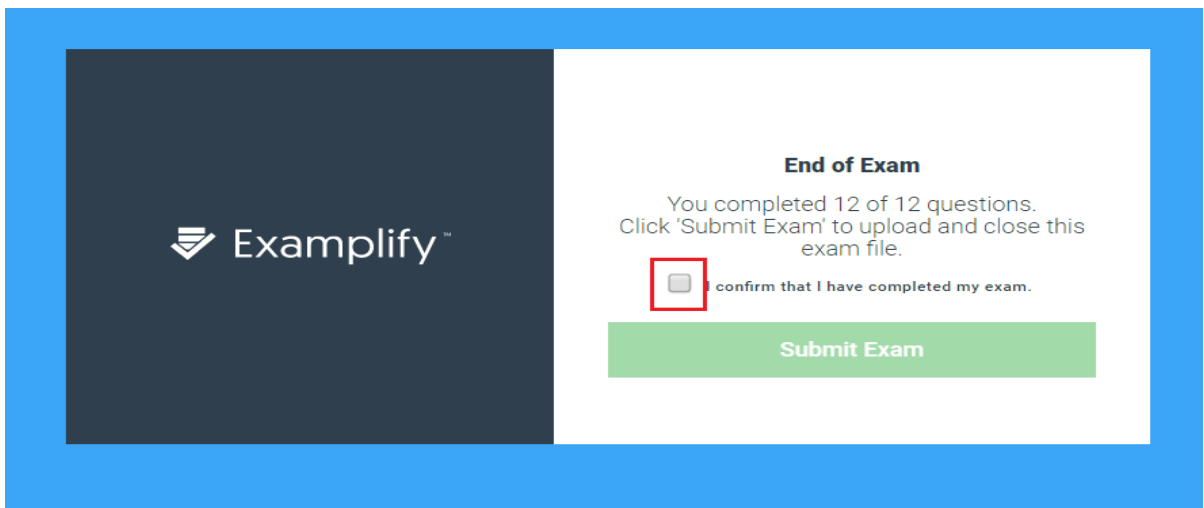 Examplify™
End of Exam
You completed 12 of 12 questions.
Click 'Submit Exam' to upload and close this
exam file.
I confirm that I have completed my exam.
Submit Exam